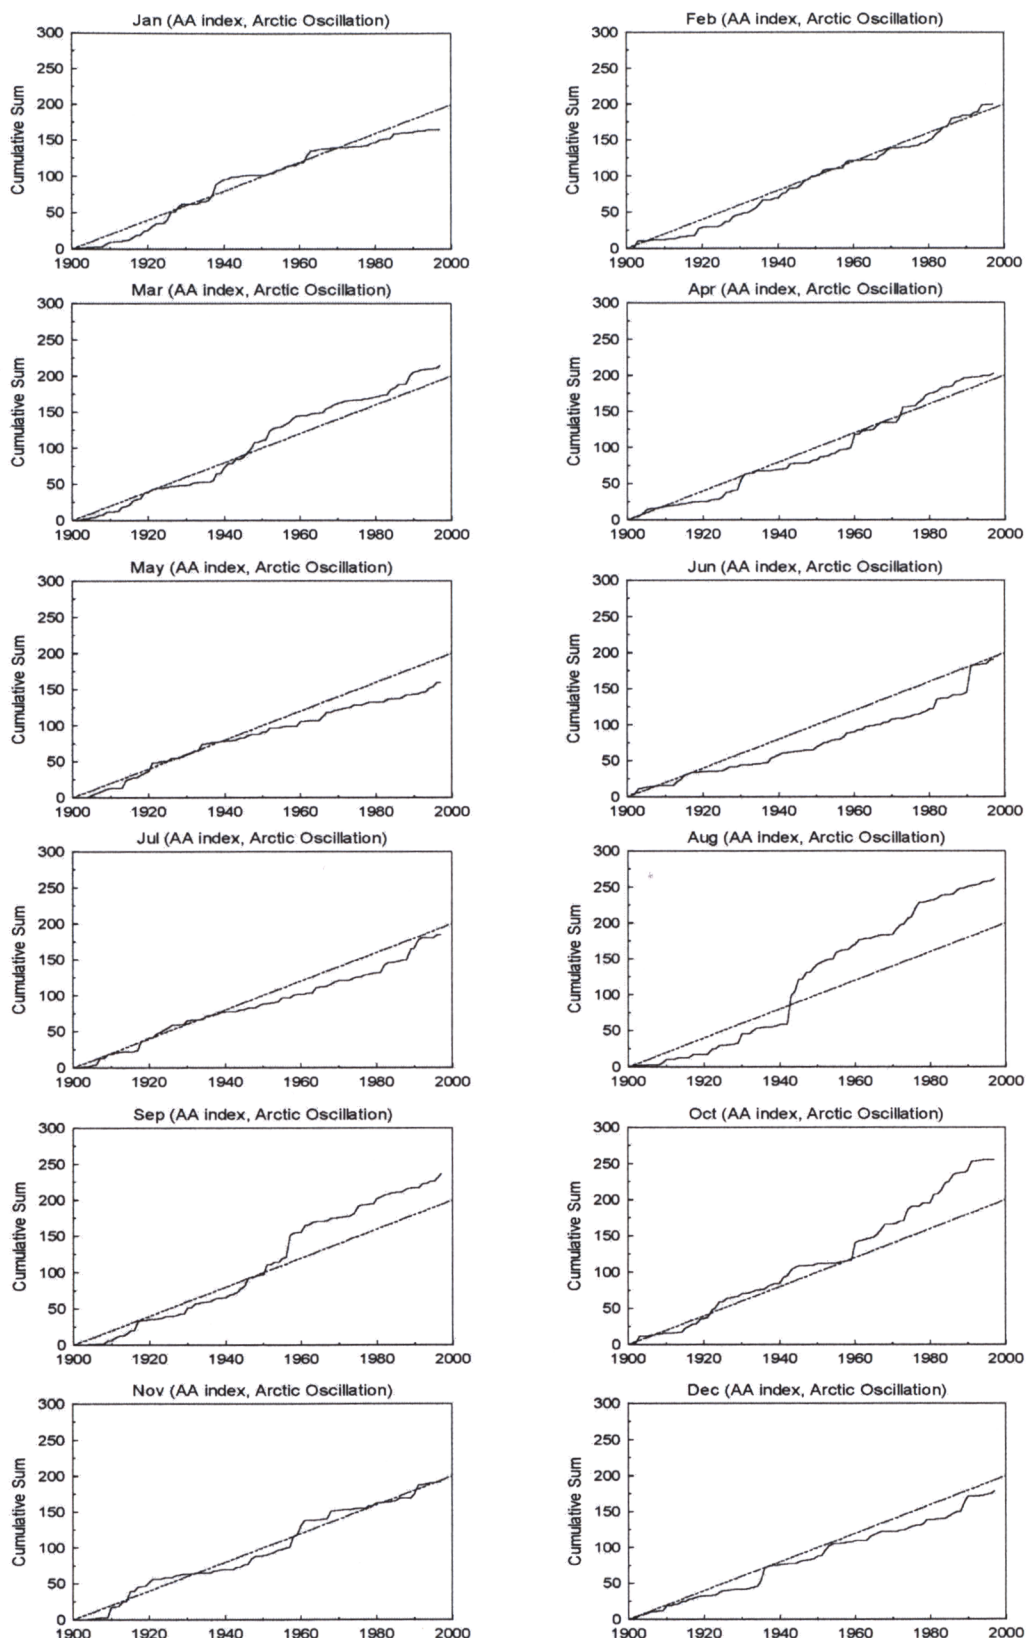 Jan (AA index, Arctic Oscillation)
Cumulative Sum
300
250
200
150
100
50
0
1900 1920 1940 1960 1980 2000
Feb (AA index, Arctic Oscillation)
Cumulative Sum
300
250
200
150
100
50
0
1900 1920 1940 1960 1980 2000
Mar (AA index, Arctic Oscillation)
Cumulative Sum
300
250
200
150
100
50
0
1900 1920 1940 1960 1980 2000
Apr (AA index, Arctic Oscillation)
Cumulative Sum
300
250
200
150
100
50
0
1900 1920 1940 1960 1980 2000
May (AA index, Arctic Oscillation)
Cumulative Sum
300
250
200
150
100
50
0
1900 1920 1940 1960 1980 2000
Jun (AA index, Arctic Oscillation)
Cumulative Sum
300
250
200
150
100
50
0
1900 1920 1940 1960 1980 2000
Jul (AA index, Arctic Oscillation)
Cumulative Sum
300
250
200
150
100
50
0
1900 1920 1940 1960 1980 2000
Aug (AA index, Arctic Oscillation)
Cumulative Sum
300
250
200
150
100
50
0
1900 1920 1940 1960 1980 2000
Sep (AA index, Arctic Oscillation)
Cumulative Sum
300
250
200
150
100
50
0
1900 1920 1940 1960 1980 2000
Oct (AA index, Arctic Oscillation)
Cumulative Sum
300
250
200
150
100
50
0
1900 1920 1940 1960 1980 2000
Nov (AA index, Arctic Oscillation)
Cumulative Sum
300
250
200
150
100
50
0
1900 1920 1940 1960 1980 2000
Dec (AA index, Arctic Oscillation)
Cumulative Sum
300
250
200
150
100
50
0
1900 1920 1940 1960 1980 2000